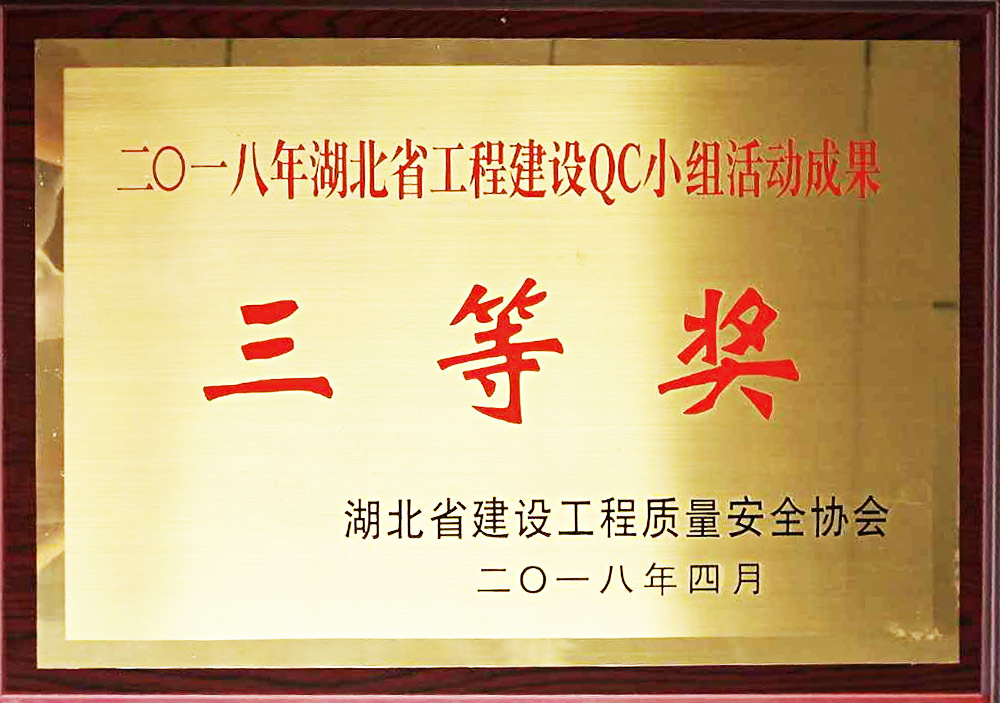 二〇一八年湖北省工程建设QC小组活动成果
三等奖
湖北省建设工程质量安全协会
二〇一八年四月